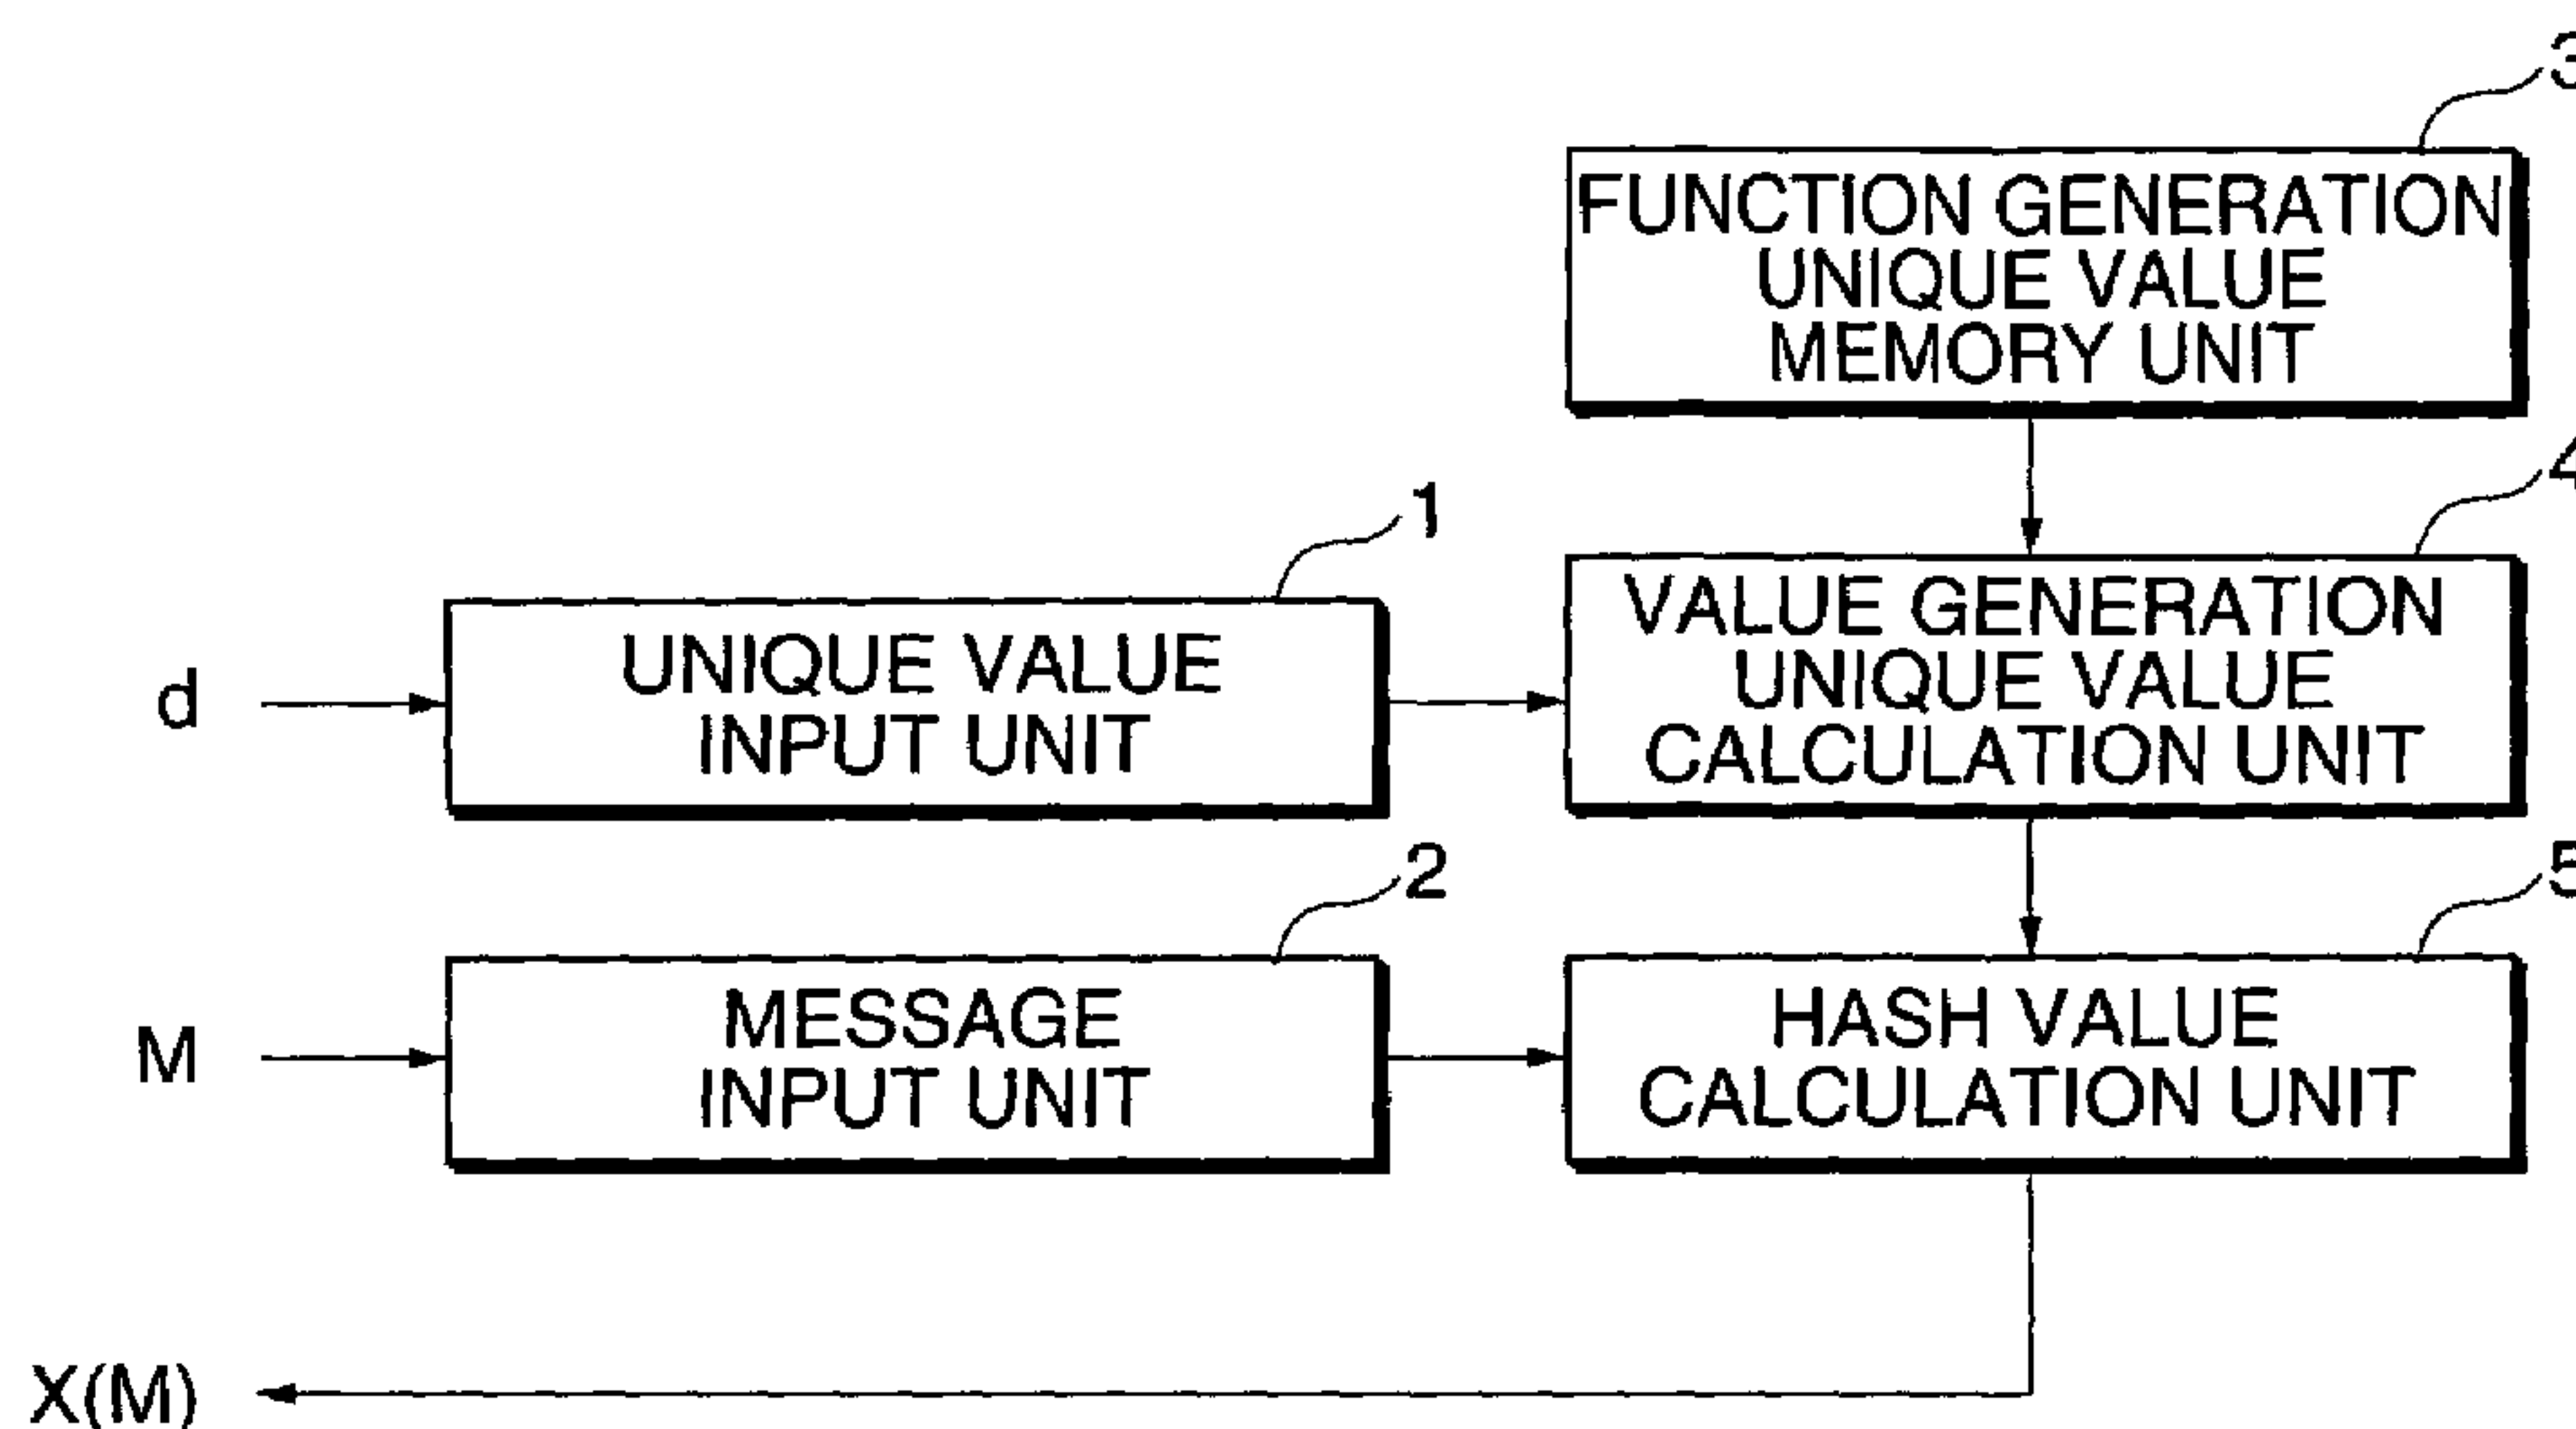 3
FUNCTION GENERATION
UNIQUE VALUE
MEMORY UNIT
4
1
VALUE GENERATION
UNIQUE VALUE
CALCULATION UNIT
d
UNIQUE VALUE
INPUT UNIT
2
5
M
MESSAGE
INPUT UNIT
HASH VALUE
CALCULATION UNIT
X(M)